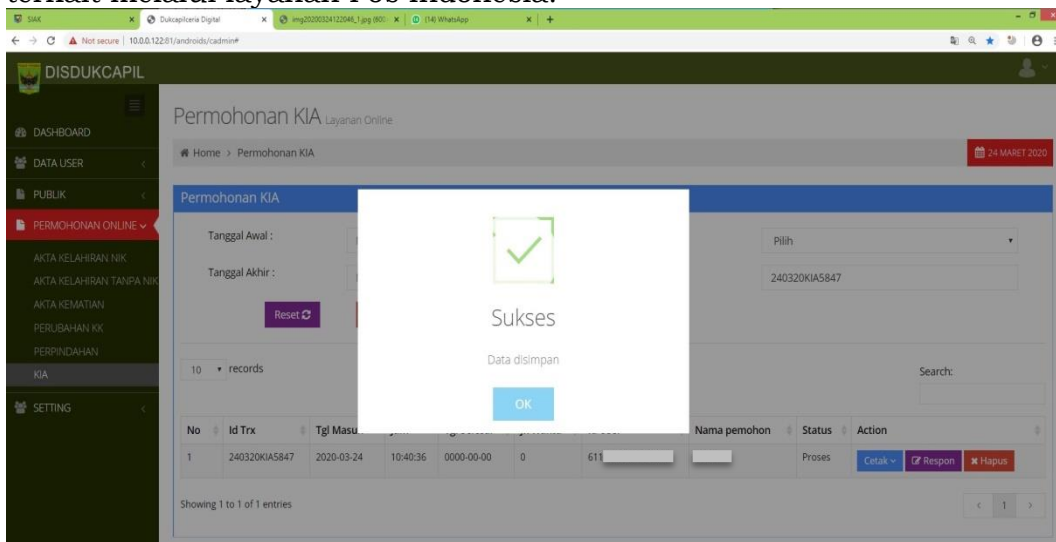 terkait melalui layanan Pos Indonesia.
SIAK
Dukcapilceria Digital
img20200324122046_1.jpg (800
(14) WhatsApp
Not secure | 10.0.0.122:81/androids/cadmin#
DISDUKCAPIL
DASHBOARD
DATA USER
PUBLIK
PERMOHONAN ONLINE
AKTA KELAHIRAN NIK
AKTA KELAHIRAN TANPA NIK
AKTA KEMATIAN
PERUBAHAN KK
PERPINDAHAN
KIA
SETTING
Permohonan KIA Layanan Online
Home > Permohonan KIA
24 MARET 2020
Permohonan KIA
Tanggal Awal :
Pilih
Tanggal Akhir :
240320KIA5847
Reset
Sukses
Data disimpan
OK
10 records
Search:
No Id Trx Tgl Masu Nama pemohon Status Action
1 240320KIA5847 2020-03-24 10:40:36 0000-00-00 0 611 Proses Cetak Respon Hapus
Showing 1 to 1 of 1 entries
< 1 >